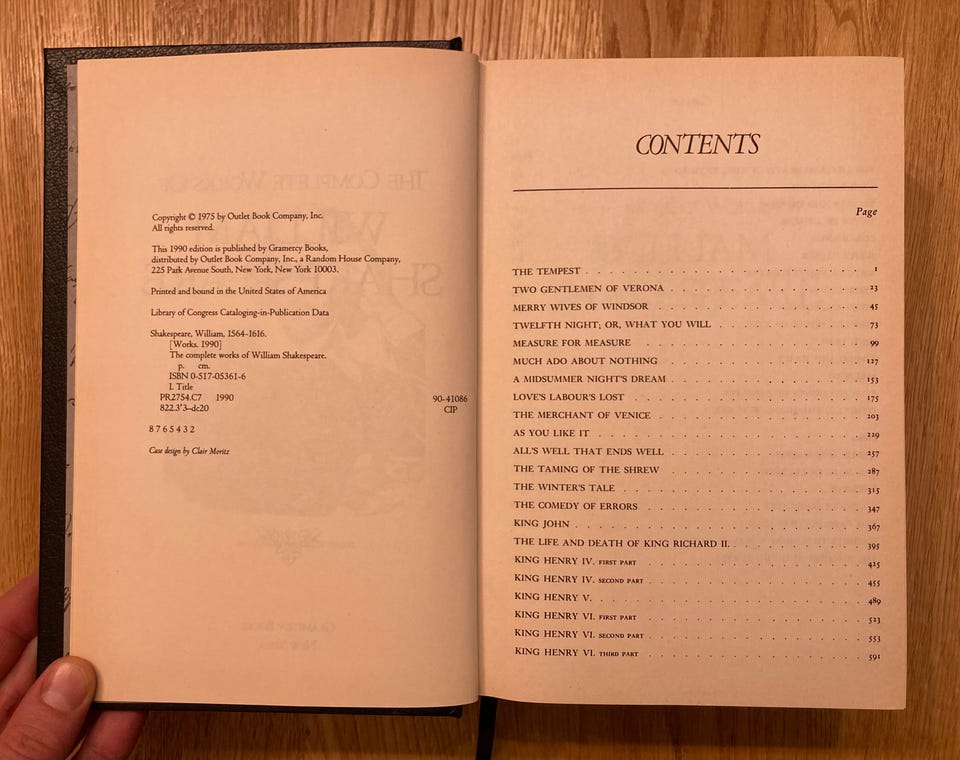 Copyright © 1975 by Outlet Book Company, Inc.
All rights reserved.
This 1990 edition is published by Gramercy Books,
distributed by Outlet Book Company, Inc., a Random House Company,
225 Park Avenue South, New York, New York 10003.
Printed and bound in the United States of America
Library of Congress Cataloging-in-Publication Data
Shakespeare, William, 1564-1616.
[Works. 1990]
The complete works of William Shakespeare.
p. cm.
ISBN 0-517-05361-6
I. Title
PR2754.C7 1990 90-41086
822.3'3–dc20 CIP
8 7 6 5 4 3 2
Case design by Clair Moritz
CONTENTS
Page
THE TEMPEST . . . 1
TWO GENTLEMEN OF VERONA . . . 23
MERRY WIVES OF WINDSOR . . . 45
TWELFTH NIGHT; OR, WHAT YOU WILL . . . 73
MEASURE FOR MEASURE . . . 99
MUCH ADO ABOUT NOTHING . . . 127
A MIDSUMMER NIGHT'S DREAM . . . 153
LOVE'S LABOUR'S LOST . . . 175
THE MERCHANT OF VENICE . . . 203
AS YOU LIKE IT . . . 229
ALL'S WELL THAT ENDS WELL . . . 257
THE TAMING OF THE SHREW . . . 287
THE WINTER'S TALE . . . 315
THE COMEDY OF ERRORS . . . 347
KING JOHN . . . 367
THE LIFE AND DEATH OF KING RICHARD II. . . . 395
KING HENRY IV. FIRST PART . . . 425
KING HENRY IV. SECOND PART . . . 455
KING HENRY V. . . . 489
KING HENRY VI. FIRST PART . . . 523
KING HENRY VI. SECOND PART . . . 553
KING HENRY VI. THIRD PART . . . 591